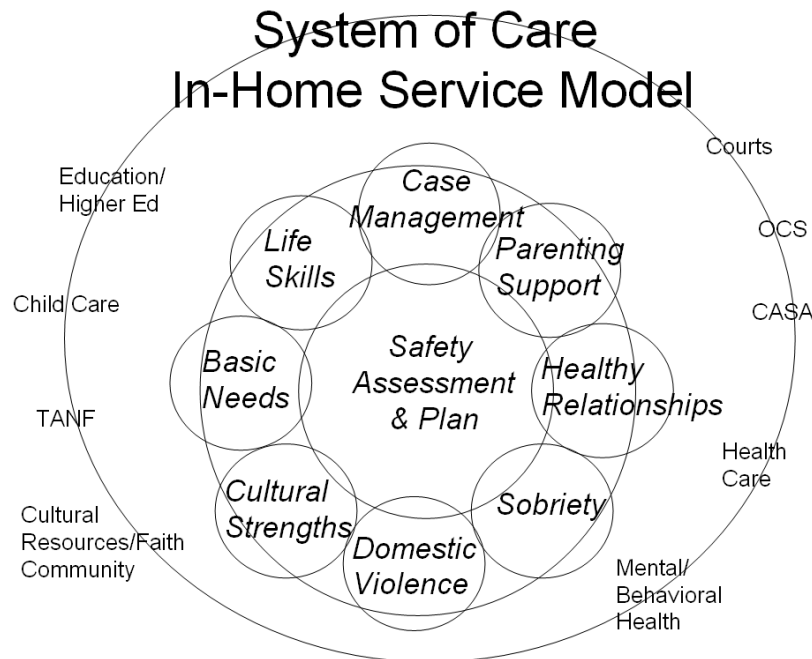 System of Care
In-Home Service Model
Courts
Education/
Higher Ed
Case
Management
OCS
Life
Skills
Parenting
Support
Child Care
CASA
Basic
Needs
Safety
Assessment
& Plan
Healthy
Relationships
TANF
Health
Care
Cultural
Strengths
Sobriety
Cultural
Resources/Faith
Community
Domestic
Violence
Mental/
Behavioral
Health